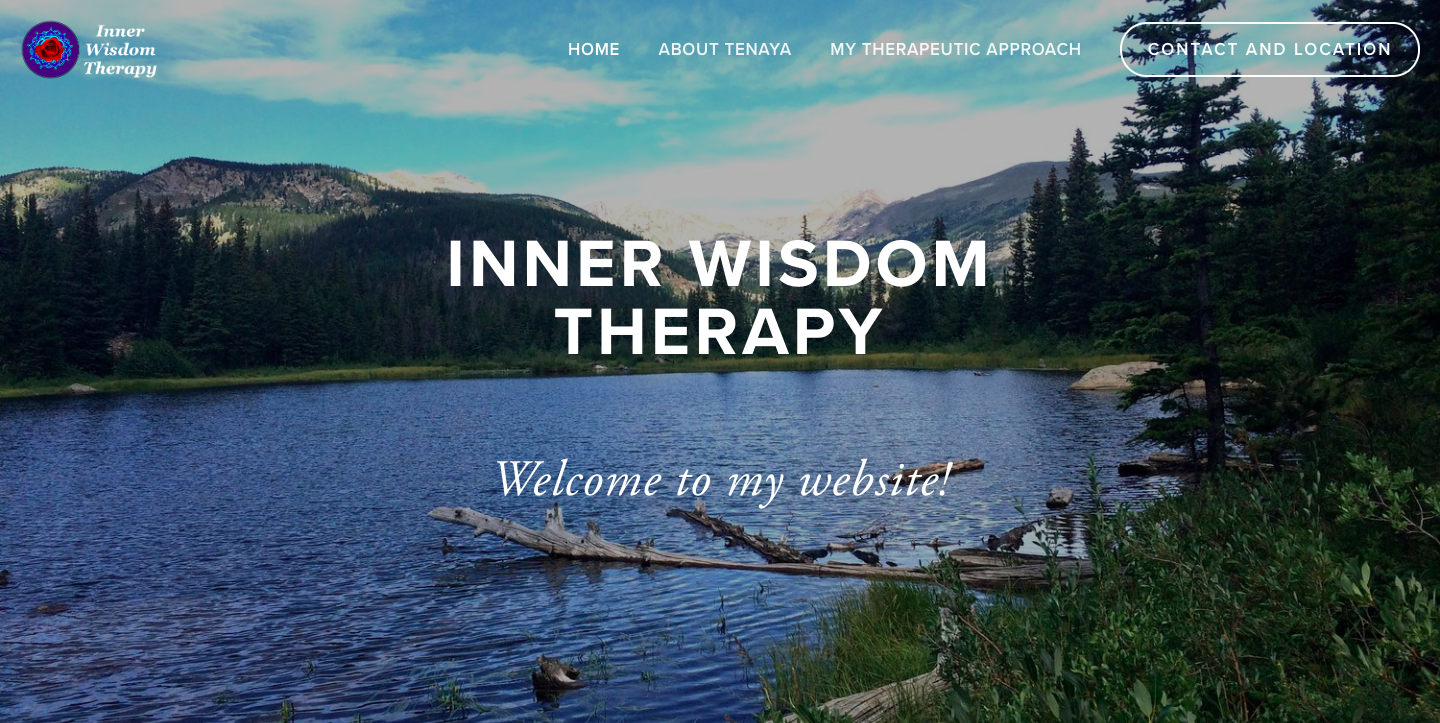 Inner
Wisdom
Therapy
HOME
ABOUT TENAYA
MY THERAPEUTIC APPROACH
CONTACT AND LOCATION
INNER WISDOM
THERAPY
Welcome to my website!